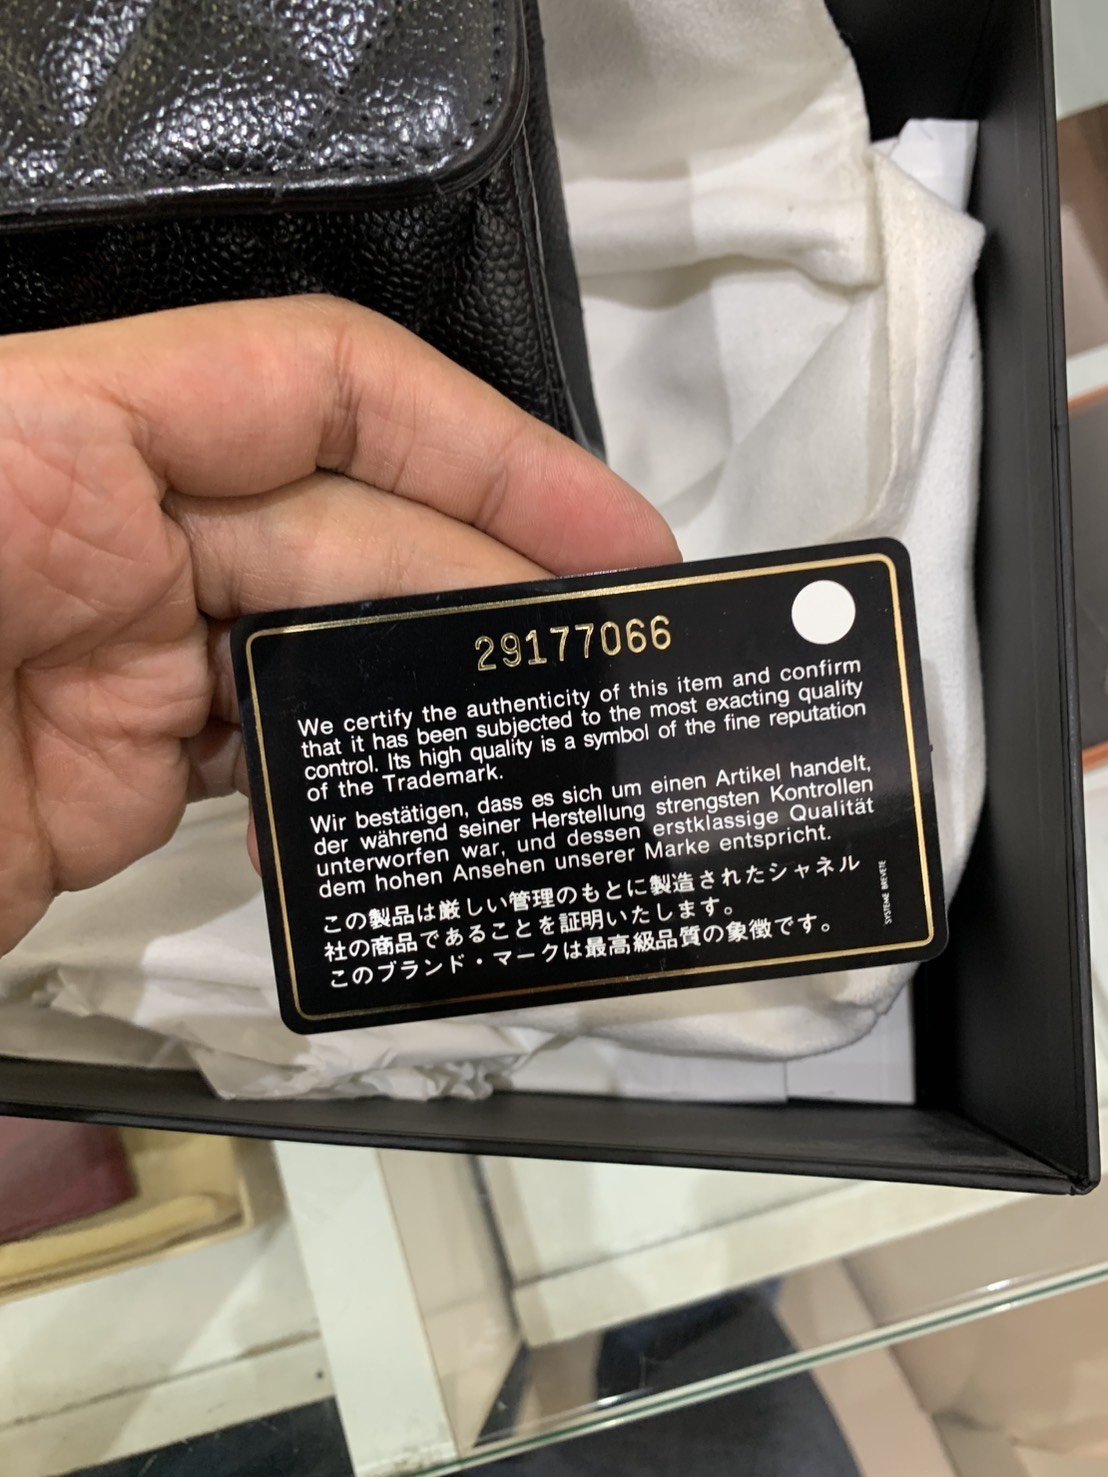 29177066
We certify the authenticity of this item and confirm
that it has been subjected to the most exacting quality
control. Its high quality is a symbol of the fine reputation
of the Trademark.
Wir bestätigen, dass es sich um einen Artikel handelt,
der während seiner Herstellung strengsten Kontrollen
unterworfen war, und dessen erstklassige Qualität
dem hohen Ansehen unserer Marke entspricht.
この製品は厳しい管理のもとに製造されたシャネル
社の商品であることを証明いたします。
このブランド・マークは最高級品質の象徴です。
SYSTEME BREVETE